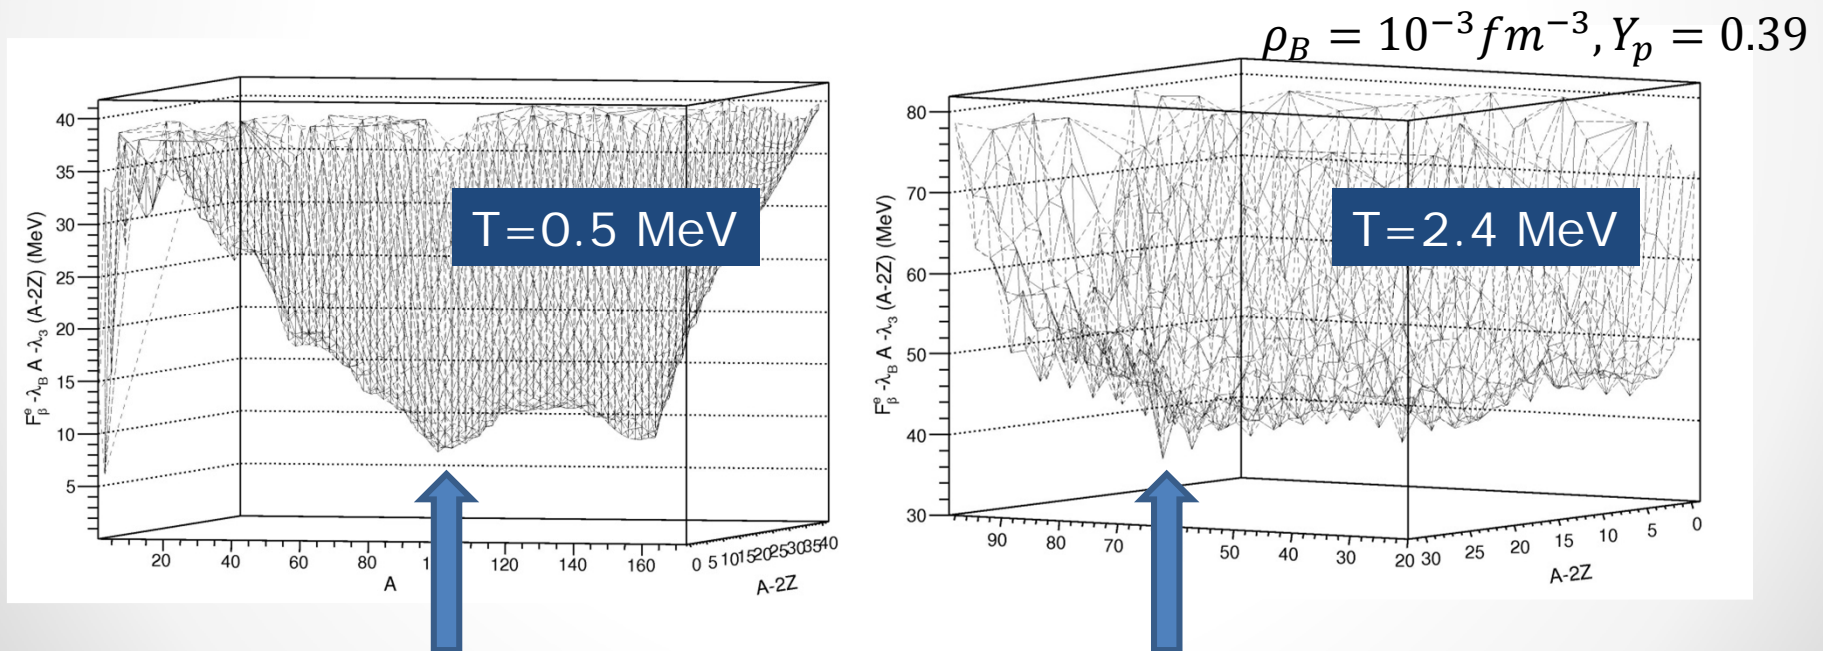 ρ_B = 10⁻³ fm⁻³, Y_p = 0.39
F^e_β -λ_B A -λ_3 (A-2Z) (MeV)
40
35
30
25
20
15
10
5
T=0.5 MeV
20 40 60 80 1 120 140 160
A
0 5 10 15 20 25 30 35 40
A-2Z
F^e_β -λ_B A -λ_3 (A-2Z) (MeV)
80
70
60
50
40
30
T=2.4 MeV
90 80 70 50 40 30 20
30 25 20 15 10 5 0
A-2Z